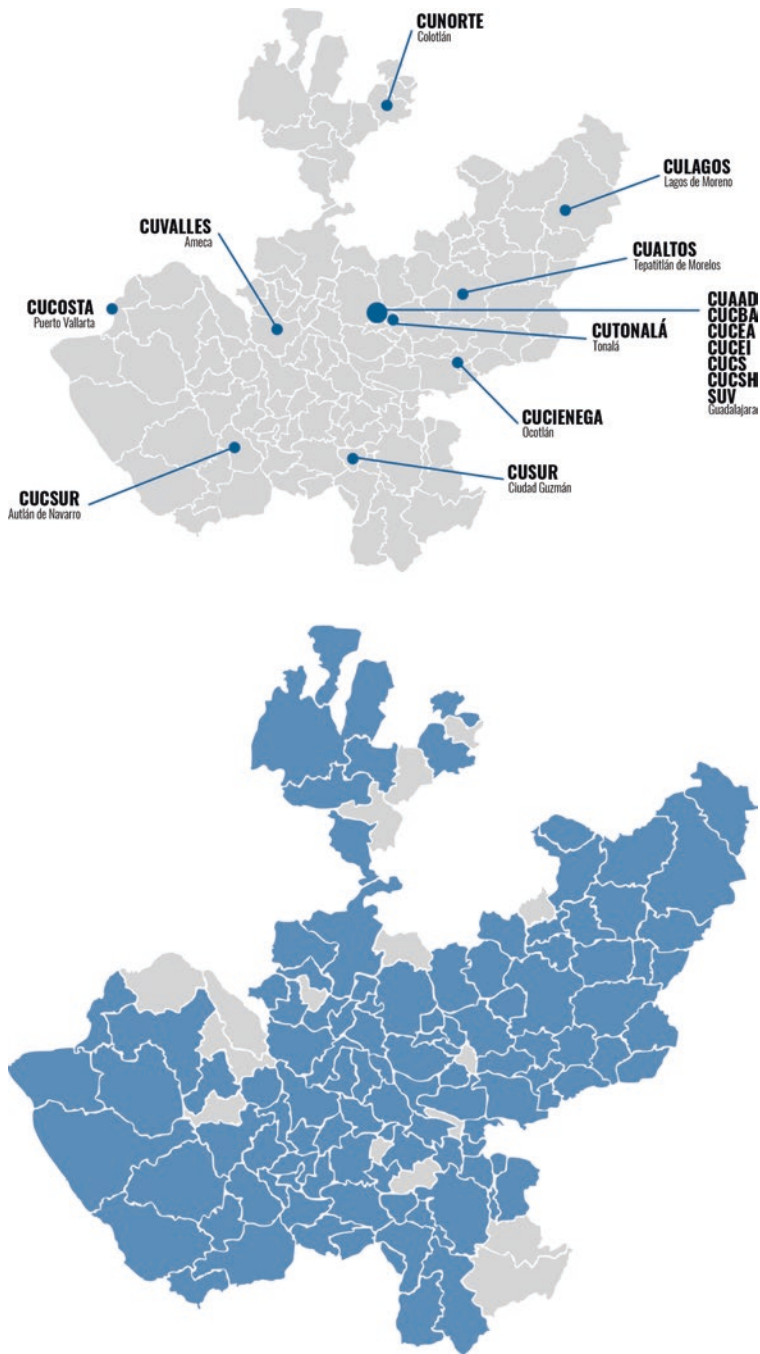 CUNORTE
Colotlán
CULAGOS
Lagos de Moreno
CUVALLES
Ameca
CUALTOS
Tepatitlán de Morelos
CUCOSTA
Puerto Vallarta
CUAAD
CUCBA
CUCEA
CUCEI
CUCS
CUCSH
SUV
Guadalajara
CUTONALÁ
Tonalá
CUCIENEGA
Ocotlán
CUSUR
Ciudad Guzmán
CUCSUR
Autlán de Navarro